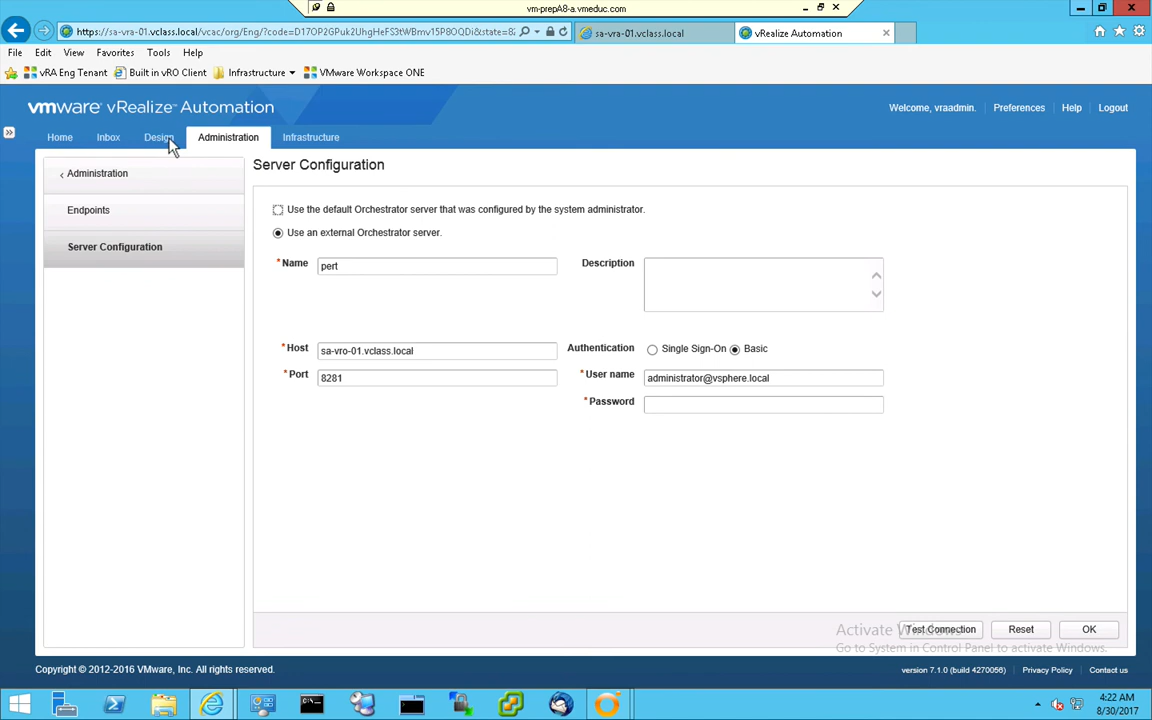 vm-prepA8-a.vmeduc.com
https://sa-vra-01.vclass.local/vcac/org/Eng/?code=D17OP2GPuk2UhgHeFS3tWBmv15P8OQDi&state=82
sa-vra-01.vclass.local
vRealize Automation
File Edit View Favorites Tools Help
vRA Eng Tenant Built in vRO Client Infrastructure VMware Workspace ONE
vmware vRealize™ Automation
Welcome, vraadmin. Preferences Help Logout
Home Inbox Design Administration Infrastructure
Administration
Endpoints
Server Configuration
Server Configuration
Use the default Orchestrator server that was configured by the system administrator.
Use an external Orchestrator server.
*Name pert
Description
*Host sa-vro-01.vclass.local
Authentication Single Sign-On Basic
*Port 8281
*User name administrator@vsphere.local
*Password
Test Connection Reset OK
Activate Windows
Go to System in Control Panel to activate Windows.
Copyright © 2012-2016 VMware, Inc. All rights reserved.
version 7.1.0 (build 4270056) Privacy Policy Contact us
4:22 AM
8/30/2017